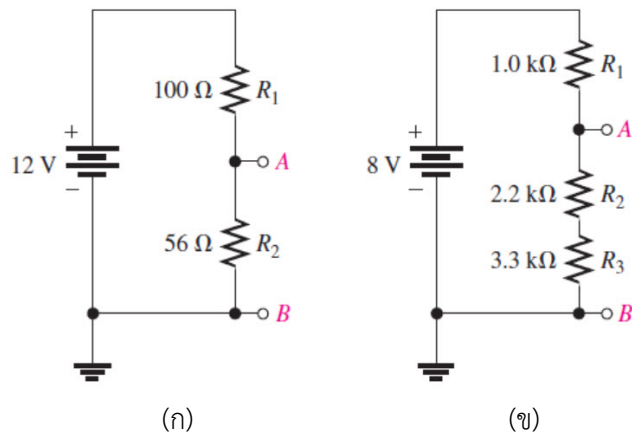 100 Ω R₁
A
12 V
+
−
56 Ω R₂
B
(ก)
1.0 kΩ R₁
A
8 V
+
−
2.2 kΩ R₂
3.3 kΩ R₃
B
(ข)